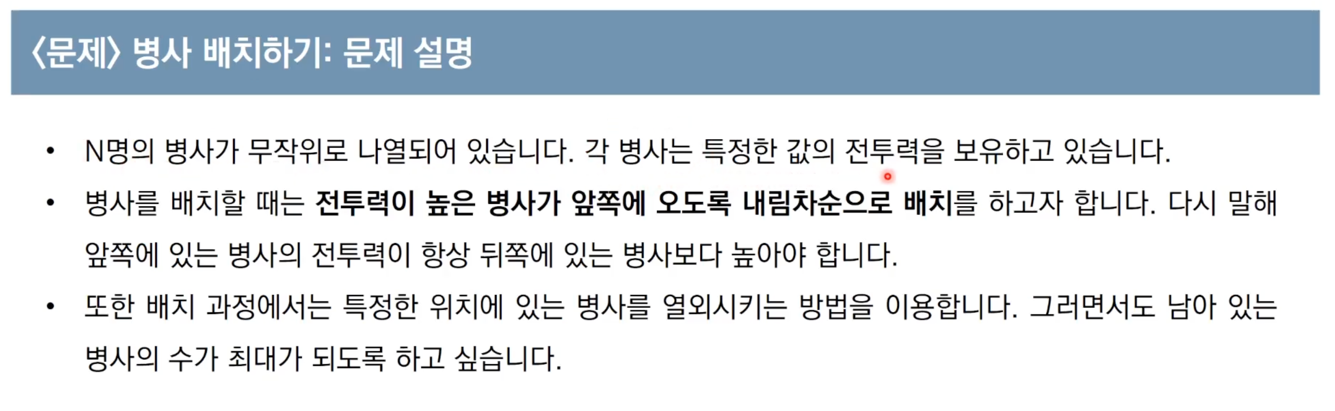 <문제> 병사 배치하기: 문제 설명
• N명의 병사가 무작위로 나열되어 있습니다. 각 병사는 특정한 값의 전투력을 보유하고 있습니다.
• 병사를 배치할 때는 전투력이 높은 병사가 앞쪽에 오도록 내림차순으로 배치를 하고자 합니다. 다시 말해
앞쪽에 있는 병사의 전투력이 항상 뒤쪽에 있는 병사보다 높아야 합니다.
• 또한 배치 과정에서는 특정한 위치에 있는 병사를 열외시키는 방법을 이용합니다. 그러면서도 남아 있는
병사의 수가 최대가 되도록 하고 싶습니다.